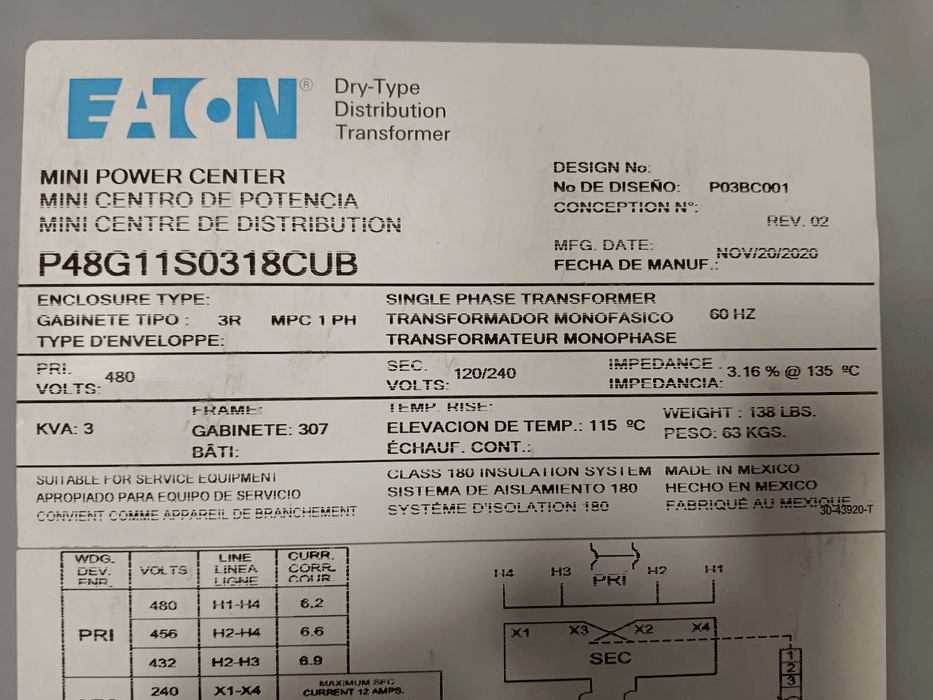 EATON®
Dry-Type
Distribution
Transformer
MINI POWER CENTER
MINI CENTRO DE POTENCIA
MINI CENTRE DE DISTRIBUTION
P48G11S0318CUB
DESIGN No:
No DE DISEÑO: P03BC001
CONCEPTION Nº:
REV. 02
MFG. DATE:
FECHA DE MANUF.: NOV/20/2020
ENCLOSURE TYPE:
GABINETE TIPO : 3R MPC 1 PH
TYPE D'ENVELOPPE:
SINGLE PHASE TRANSFORMER
TRANSFORMADOR MONOFASICO 60 HZ
TRANSFORMATEUR MONOPHASE
PRI.
VOLTS: 480
SEC.
VOLTS: 120/240
IMPEDANCE .
IMPEDANCIA: 3.16 % @ 135 ºC
KVA: 3
FRAME:
GABINETE: 307
BÂTI:
TEMP. RISE:
ELEVACION DE TEMP.: 115 ºC
ÉCHAUF. CONT.:
WEIGHT : 138 LBS.
PESO: 63 KGS.
SUITABLE FOR SERVICE EQUIPMENT
APROPIADO PARA EQUIPO DE SERVICIO
CONVIENT COMME APPAREIL DE BRANCHEMENT
CLASS 180 INSULATION SYSTEM
SISTEMA DE AISLAMIENTO 180
SYSTÉME D'ISOLATION 180
MADE IN MEXICO
HECHO EN MEXICO
FABRIQUÉ AU MEXIQUE
30-43920-T
WDG. VOLTS LINE CURR.
DEV. LINEA CORR.
ENR. LIGNE COUR.
PRI
480 H1-H4 6.2
456 H2-H4 6.6
432 H2-H3 6.9
240 X1-X4 MAXIMUM SEC
CURRENT 12 AMPS.
H4 H3 PRI H2 H1
X1 X3 X2 X4
SEC
1
2
3